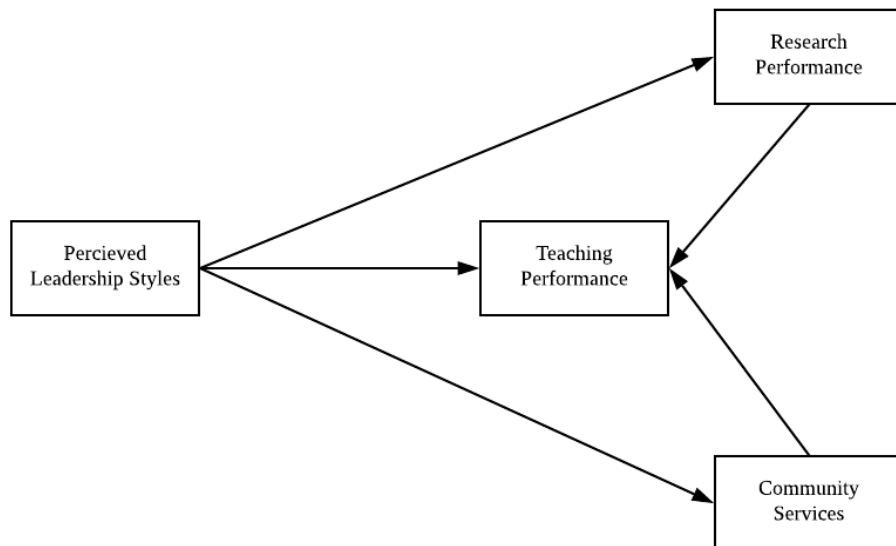 Research
Performance
Percieved
Leadership Styles
Teaching
Performance
Community
Services